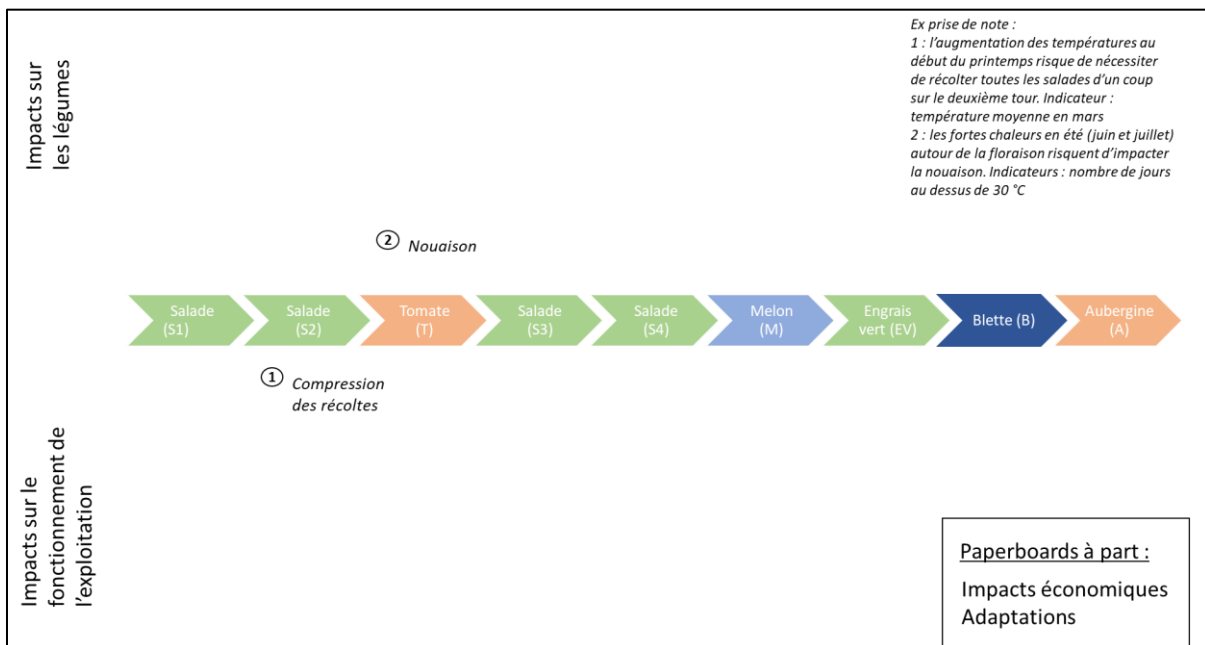 Impacts sur
les légumes
Ex prise de note :
1 : l'augmentation des températures au
début du printemps risque de nécessiter
de récolter toutes les salades d'un coup
sur le deuxième tour. Indicateur :
température moyenne en mars
2 : les fortes chaleurs en été (juin et juillet)
autour de la floraison risquent d'impacter
la nouaison. Indicateurs : nombre de jours
au dessus de 30 °C
2 Nouaison
Salade
(S1)
Salade
(S2)
Tomate
(T)
Salade
(S3)
Salade
(S4)
Melon
(M)
Engrais
vert (EV)
Blette (B)
Aubergine
(A)
1 Compression
des récoltes
Impacts sur le
fonctionnement de
l'exploitation
Paperboards à part :
Impacts économiques
Adaptations